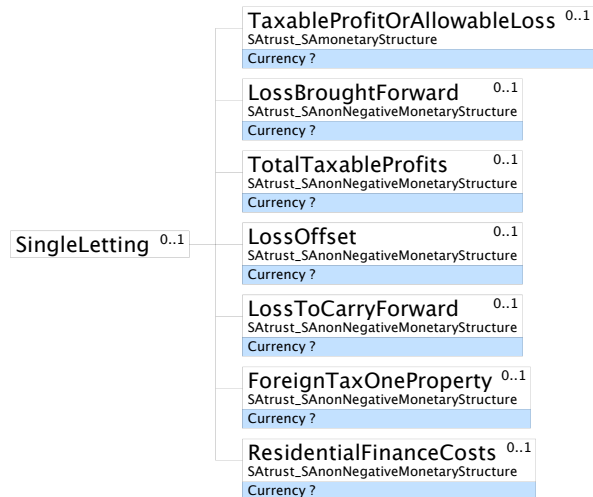 TaxableProfitOrAllowableLoss 0..1
SAtrust_SAmonetaryStructure
Currency ?
LossBroughtForward 0..1
SAtrust_SAnonNegativeMonetaryStructure
Currency ?
TotalTaxableProfits 0..1
SAtrust_SAnonNegativeMonetaryStructure
Currency ?
SingleLetting 0..1
LossOffset 0..1
SAtrust_SAnonNegativeMonetaryStructure
Currency ?
LossToCarryForward 0..1
SAtrust_SAnonNegativeMonetaryStructure
Currency ?
ForeignTaxOneProperty 0..1
SAtrust_SAnonNegativeMonetaryStructure
Currency ?
ResidentialFinanceCosts 0..1
SAtrust_SAnonNegativeMonetaryStructure
Currency ?